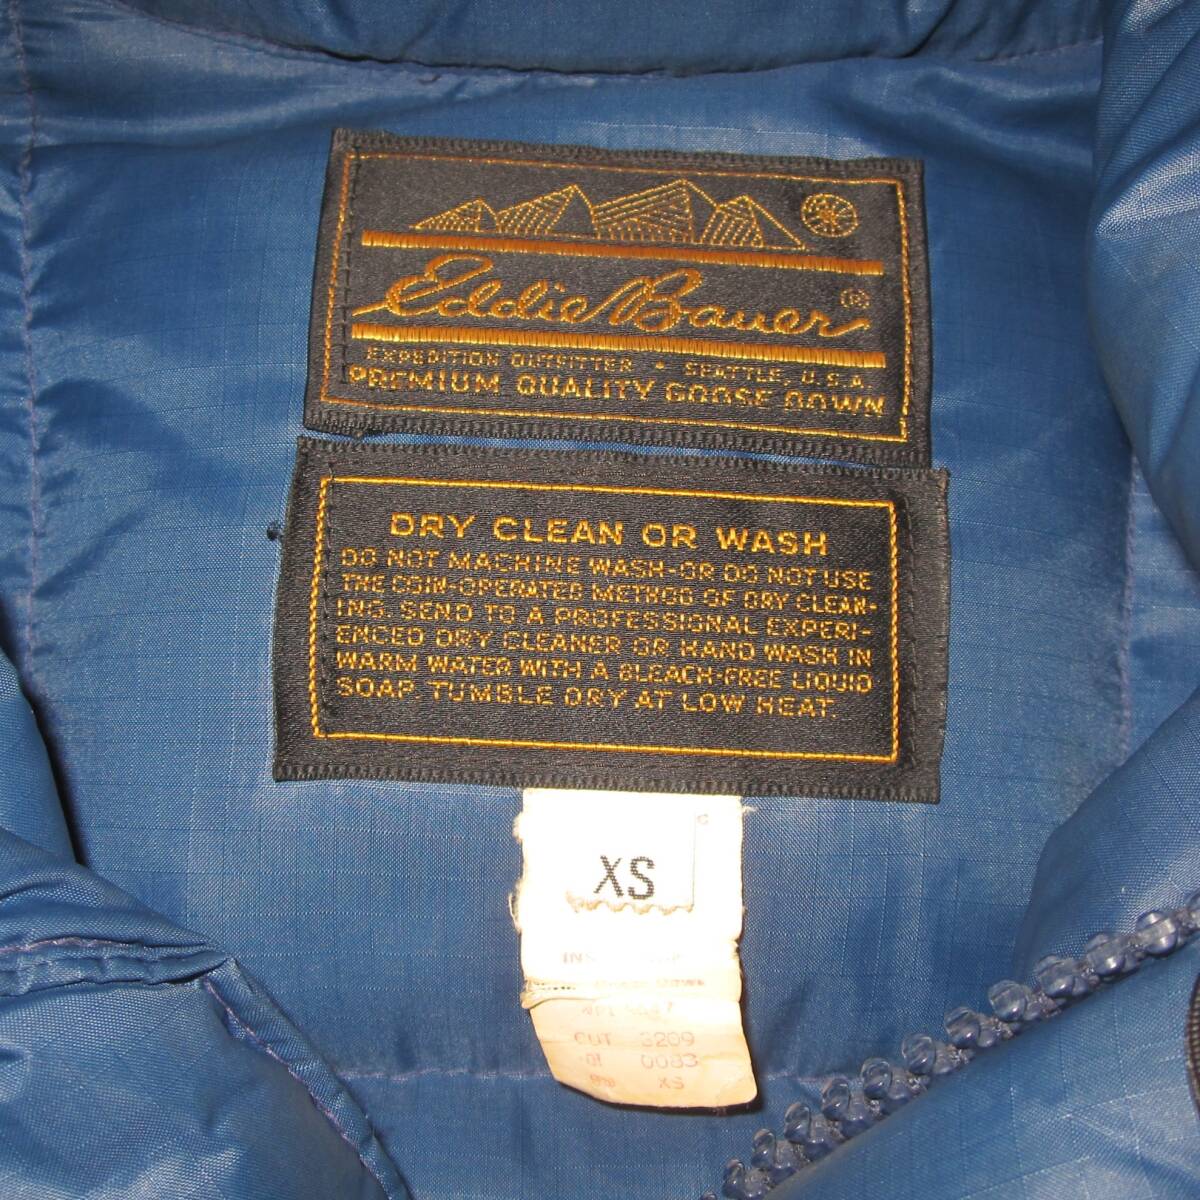 Eddie Bauer ®
EXPEDITION OUTFITTER • SEATTLE, U.S.A.
PREMIUM QUALITY GOOSE DOWN
DRY CLEAN OR WASH
DO NOT MACHINE WASH-OR DO NOT USE
THE COIN-OPERATED METHOD OF DRY CLEAN-
ING. SEND TO A PROFESSIONAL EXPERI-
ENCED DRY CLEANER OR HAND WASH IN
WARM WATER WITH A BLEACH-FREE LIQUID
SOAP. TUMBLE DRY AT LOW HEAT.
XS
CUT 3209
0083
XS